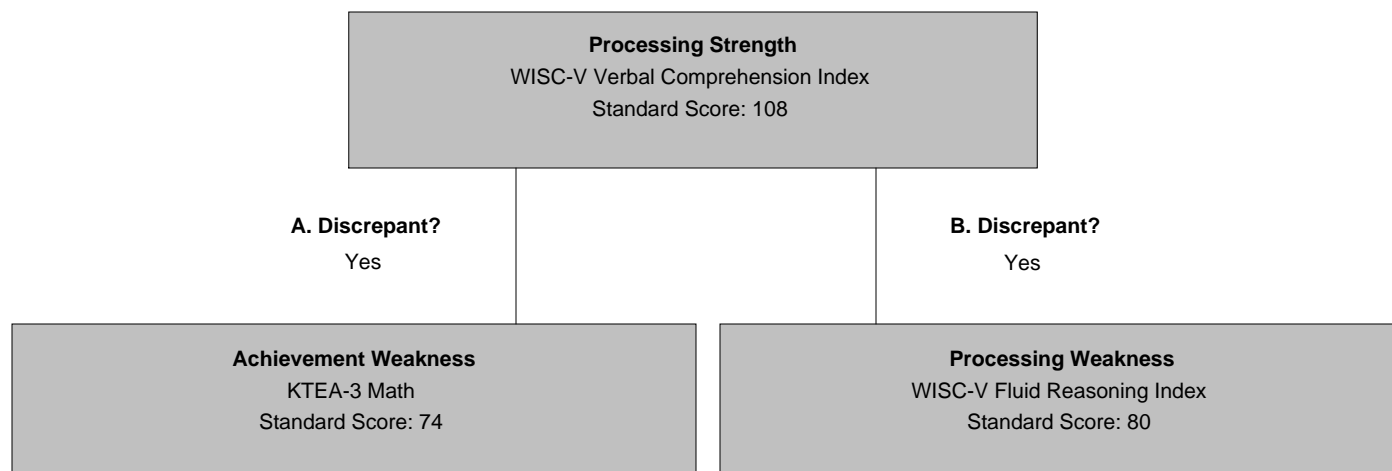 Processing Strength
WISC-V Verbal Comprehension Index
Standard Score: 108
A. Discrepant?
Yes
B. Discrepant?
Yes
Achievement Weakness
KTEA-3 Math
Standard Score: 74
Processing Weakness
WISC-V Fluid Reasoning Index
Standard Score: 80